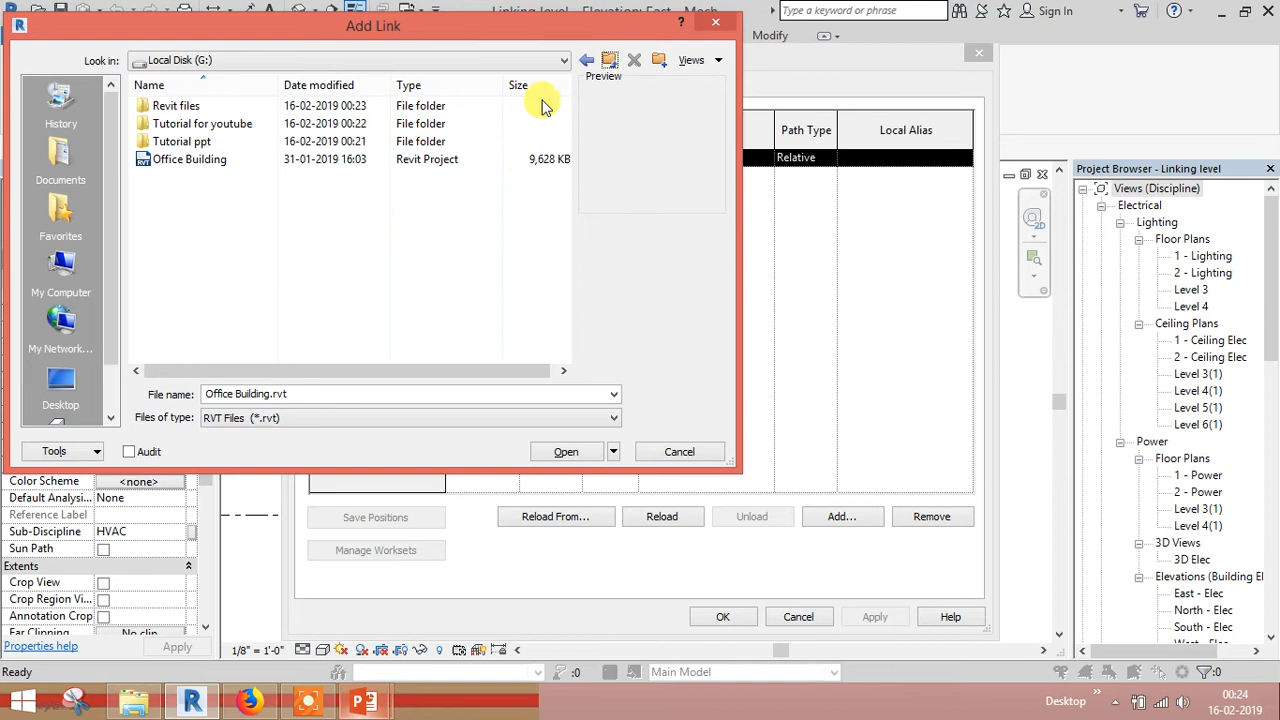 Linking level - Elevation: East - Mech
Type a keyword or phrase
Sign In
?
Add Link
?
Modify
Look in:
Local Disk (G:)
Views
Preview
Name
Date modified
Type
Size
Revit files
16-02-2019 00:23
File folder
Tutorial for youtube
16-02-2019 00:22
File folder
Tutorial ppt
16-02-2019 00:21
File folder
Office Building
31-01-2019 16:03
Revit Project
9,628 KB
History
Documents
Favorites
My Computer
My Network...
Desktop
File name:
Office Building.rvt
Files of type:
RVT Files (*.rvt)
Tools
Audit
Open
Cancel
Path Type
Local Alias
Relative
Project Browser - Linking level
Views (Discipline)
Electrical
Lighting
Floor Plans
1 - Lighting
2 - Lighting
Level 3
Level 4
Ceiling Plans
1 - Ceiling Elec
2 - Ceiling Elec
Level 3(1)
Level 4(1)
Level 5(1)
Level 6(1)
Power
Floor Plans
1 - Power
2 - Power
Level 3(1)
Level 4(1)
3D Views
3D Elec
Elevations (Building El
East - Elec
North - Elec
South - Elec
West - Elec
Color Scheme
<none>
Default Analysi...
None
Reference Label
Sub-Discipline
HVAC
Sun Path
Extents
Crop View
Crop Region Vi...
Annotation Crop
Far Clipping
No clip
Properties help
Apply
Save Positions
Reload From...
Reload
Unload
Add...
Remove
Manage Worksets
OK
Cancel
Apply
Help
1/8" = 1'-0"
Ready
:0
Main Model
:0
Desktop
00:24
16-02-2019